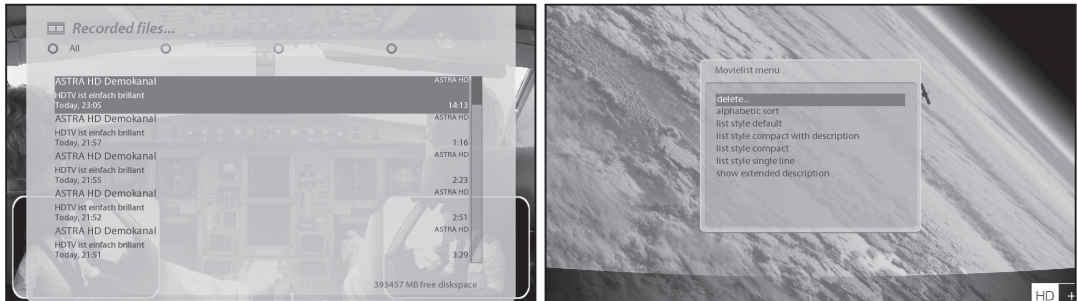 Recorded files...
All
ASTRA HD Demokanal ASTRA HD
HDTV ist einfach brillant
Today, 23:05 14:13
ASTRA HD Demokanal ASTRA HD
HDTV ist einfach brillant
Today, 21:57 1:16
ASTRA HD Demokanal ASTRA HD
HDTV ist einfach brillant
Today, 21:55 2:23
ASTRA HD Demokanal ASTRA HD
HDTV ist einfach brillant
Today, 21:52 2:51
ASTRA HD Demokanal ASTRA HD
HDTV ist einfach brillant
Today, 21:51 3:29
393457 MB free diskspace
Movielist menu
delete...
alphabetic sort
list style default
list style compact with description
list style compact
list style single line
show extended description
HD +